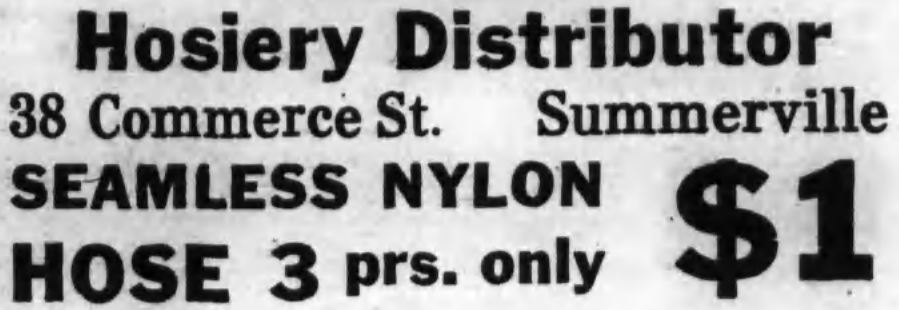 Hosiery Distributor
38 Commerce St. Summerville
SEAMLESS NYLON
HOSE 3 prs. only $1